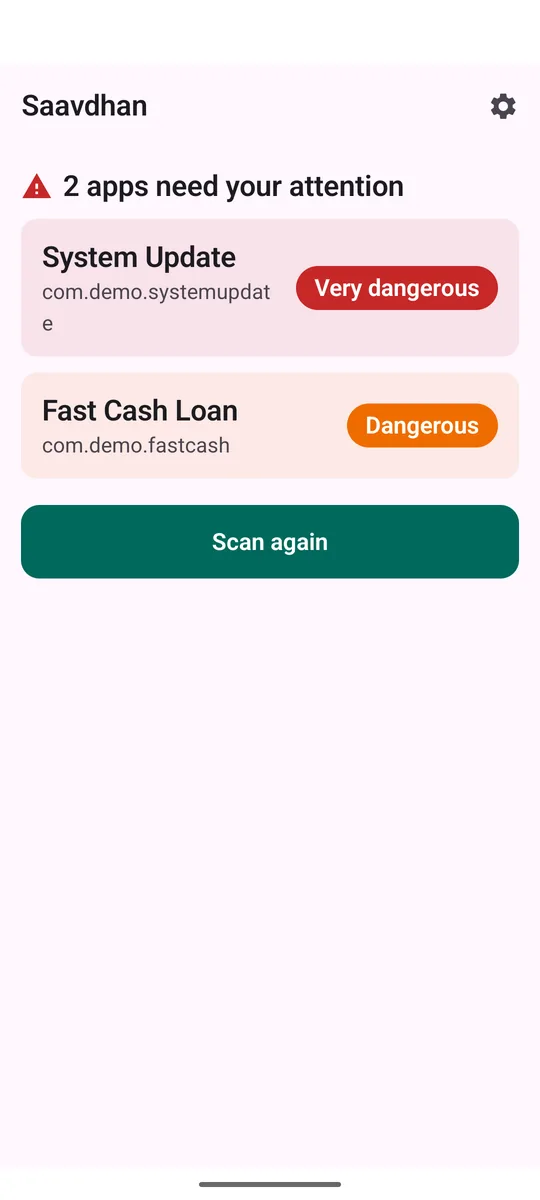 Saavdhan
2 apps need your attention
System Update
com.demo.systemupdat
e
Very dangerous
Fast Cash Loan
com.demo.fastcash
Dangerous
Scan again